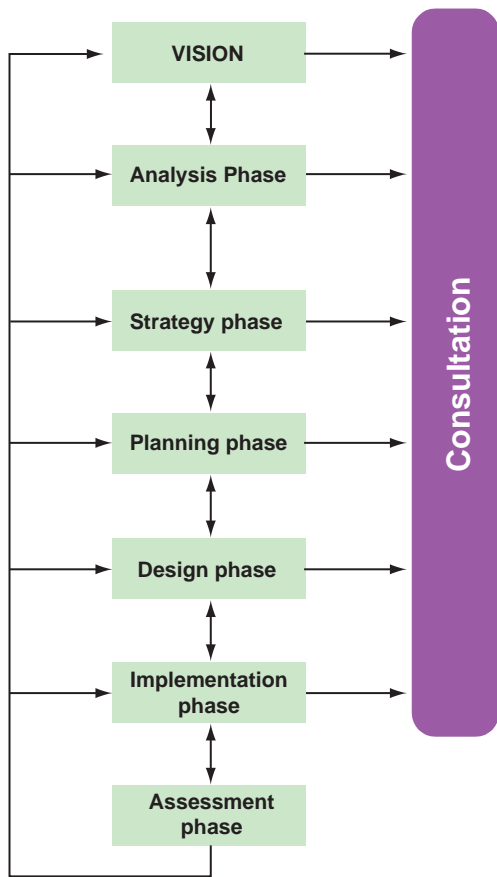 VISION
Analysis Phase
Strategy phase
Planning phase
Design phase
Implementation
phase
Assessment
phase
Consultation